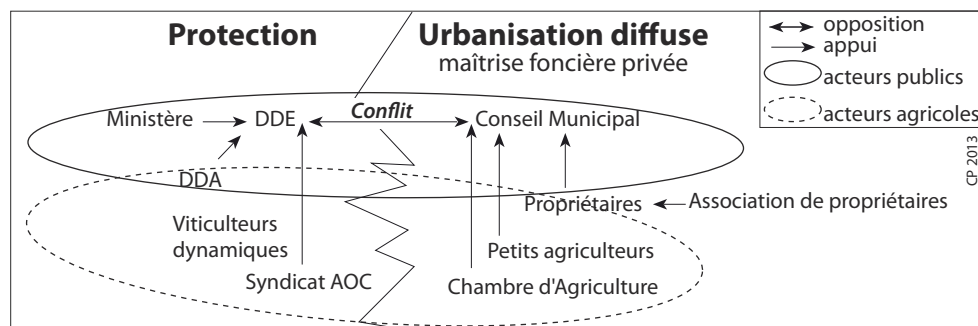 Protection
Urbanisation diffuse
maîtrise foncière privée
opposition
appui
acteurs publics
acteurs agricoles
Ministère
DDE
Conflit
Conseil Municipal
DDA
Propriétaires
Association de propriétaires
Viticulteurs
dynamiques
Petits agriculteurs
Syndicat AOC
Chambre d'Agriculture
CP 2013